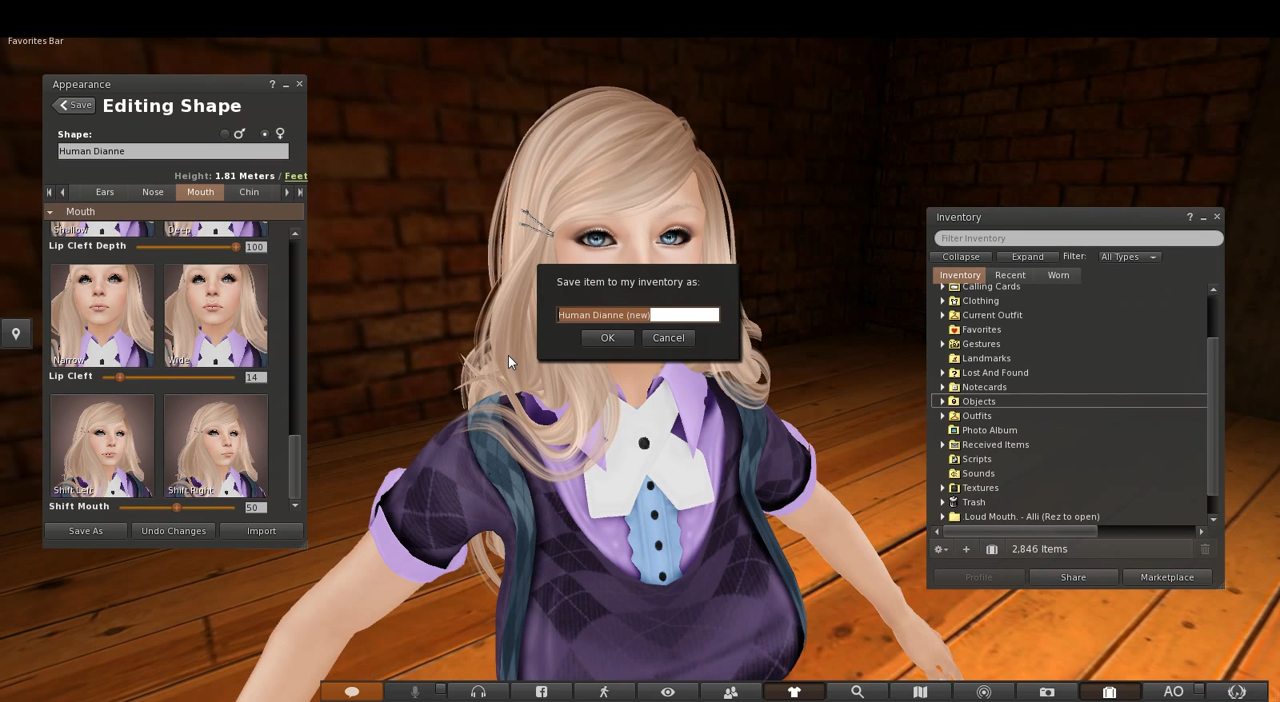 Favorites Bar
Appearance
?
Save
Editing Shape
Shape:
Human Dianne
Height: 1.81 Meters / Feet
Ears Nose Mouth Chin
Mouth
Shallow Deep
Lip Cleft Depth 100
Narrow Wide
Lip Cleft 14
Shift Left Shift Right
Shift Mouth 50
Save As Undo Changes Import
Save item to my inventory as:
Human Dianne (new)
OK Cancel
Inventory
?
Filter Inventory
Collapse Expand Filter: All Types
Inventory Recent Worn
Calling Cards
Clothing
Current Outfit
Favorites
Gestures
Landmarks
Lost And Found
Notecards
Objects
Outfits
Photo Album
Received Items
Scripts
Sounds
Textures
Trash
.Loud Mouth. - Alli (Rez to open)
2,846 Items
Profile Share Marketplace
AO